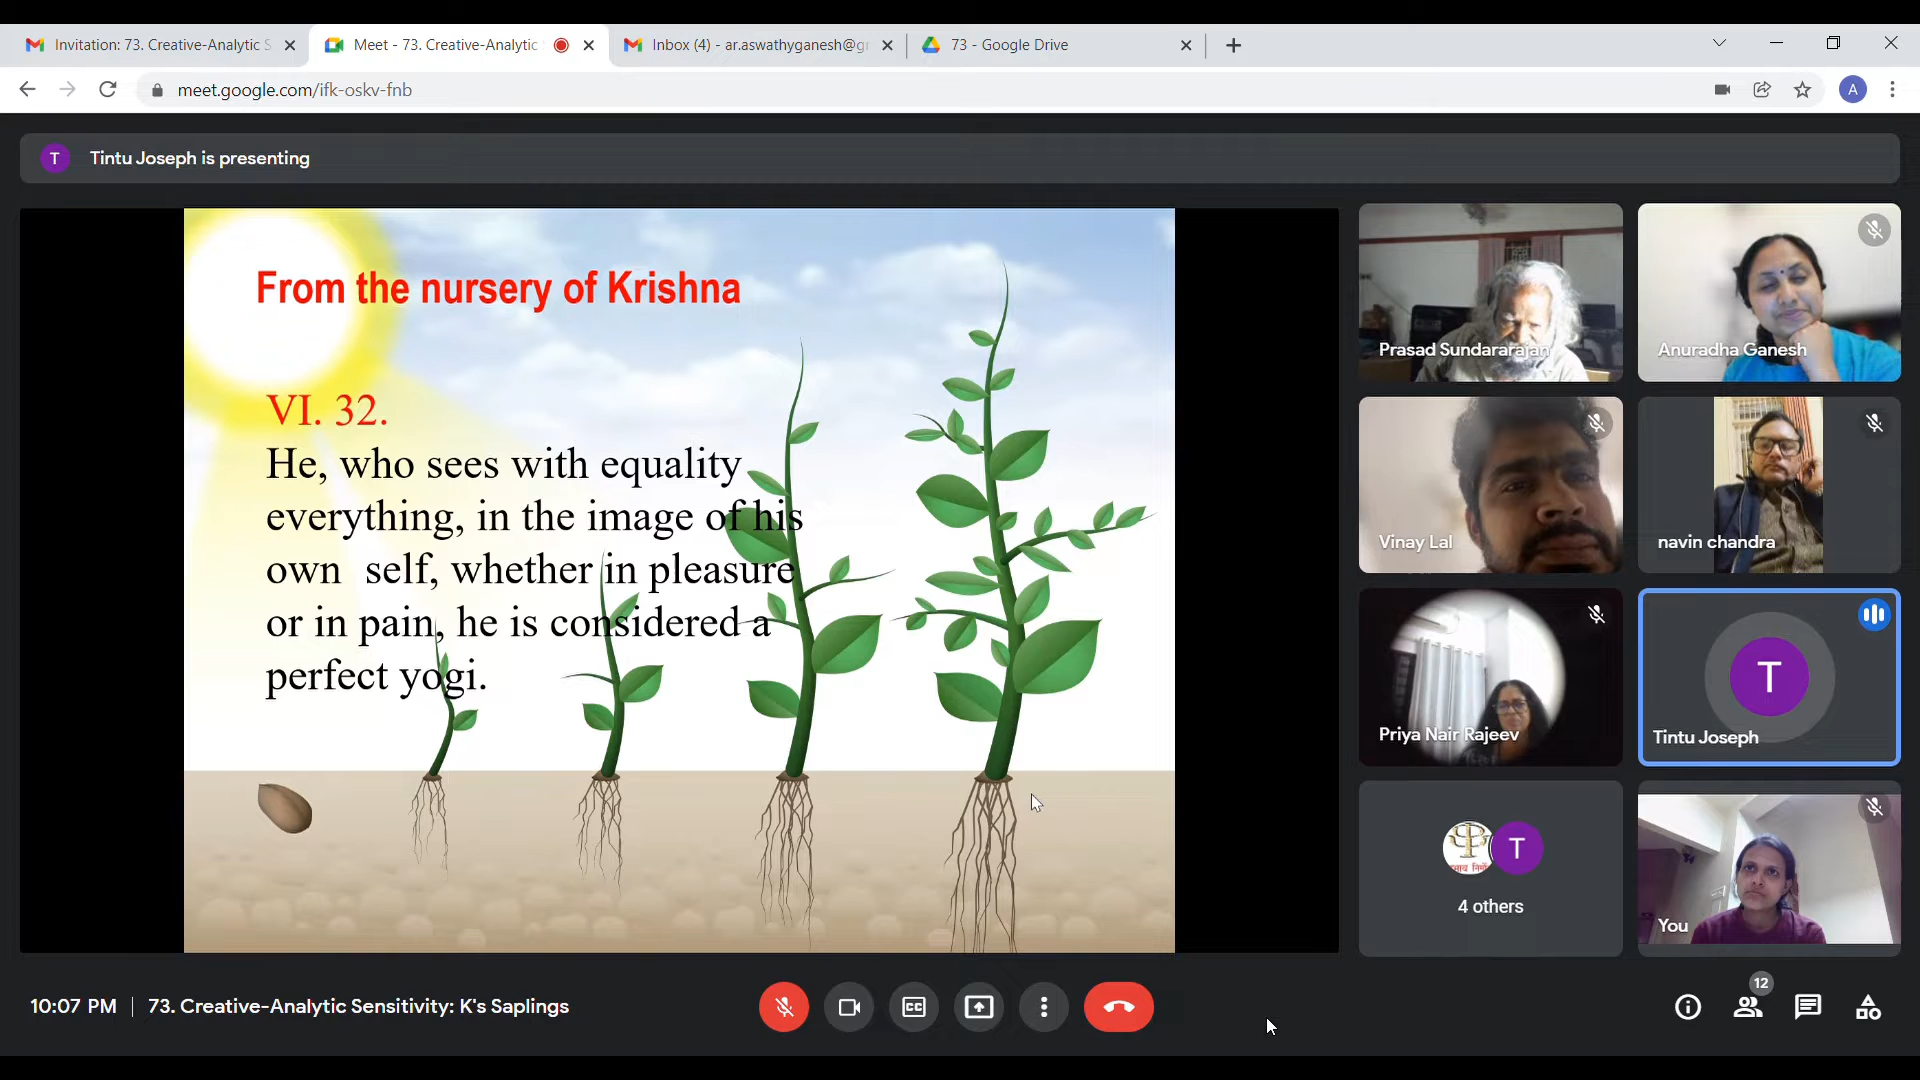 Invitation: 73. Creative-Analytic S
Meet - 73. Creative-Analytic
Inbox (4) - ar.aswathyganesh@g
73 - Google Drive
meet.google.com/ifk-oskv-fnb
A
T
Tintu Joseph is presenting
From the nursery of Krishna
VI. 32.
He, who sees with equality
everything, in the image of his
own self, whether in pleasure
or in pain, he is considered a
perfect yogi.
Prasad Sundararajan
Anuradha Ganesh
Vinay Lal
navin chandra
Priya Nair Rajeev
T
Tintu Joseph
T
4 others
You
10:07 PM | 73. Creative-Analytic Sensitivity: K's Saplings
CC
12